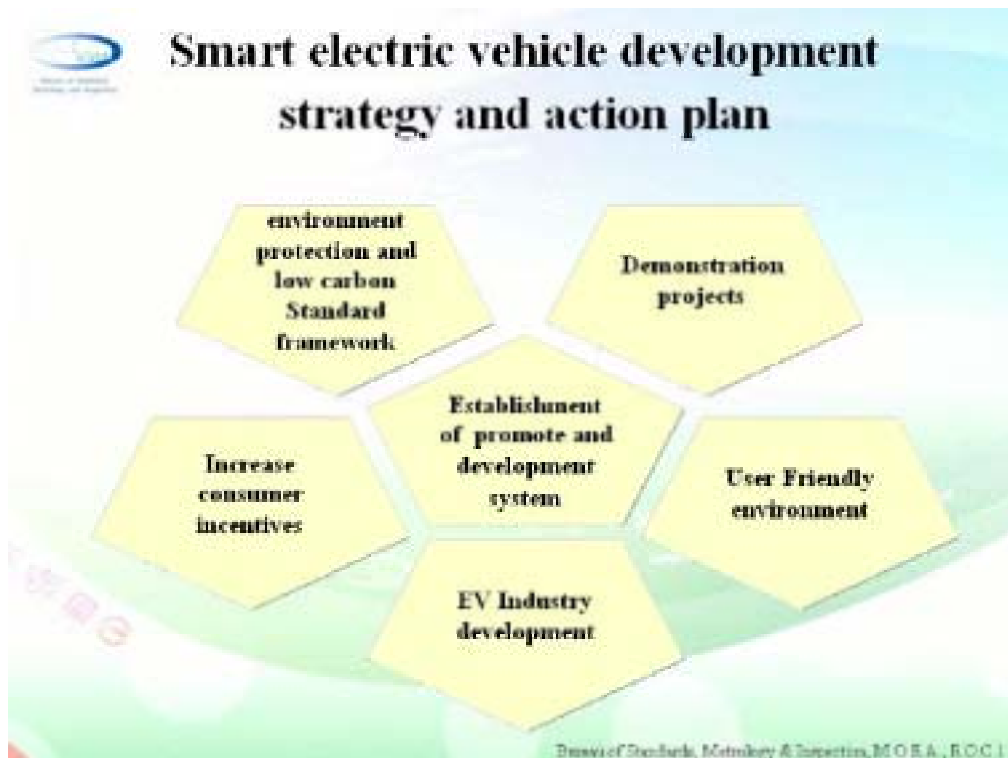 Smart electric vehicle development
strategy and action plan
environment
protection and
low carbon
Standard
framework
Demonstration
projects
Establishment
of promote and
development
system
Increase
consumer
incentives
User Friendly
environment
EV Industry
development
Bureau of Standards, Metrology & Inspection, M.O.E.A., R.O.C.